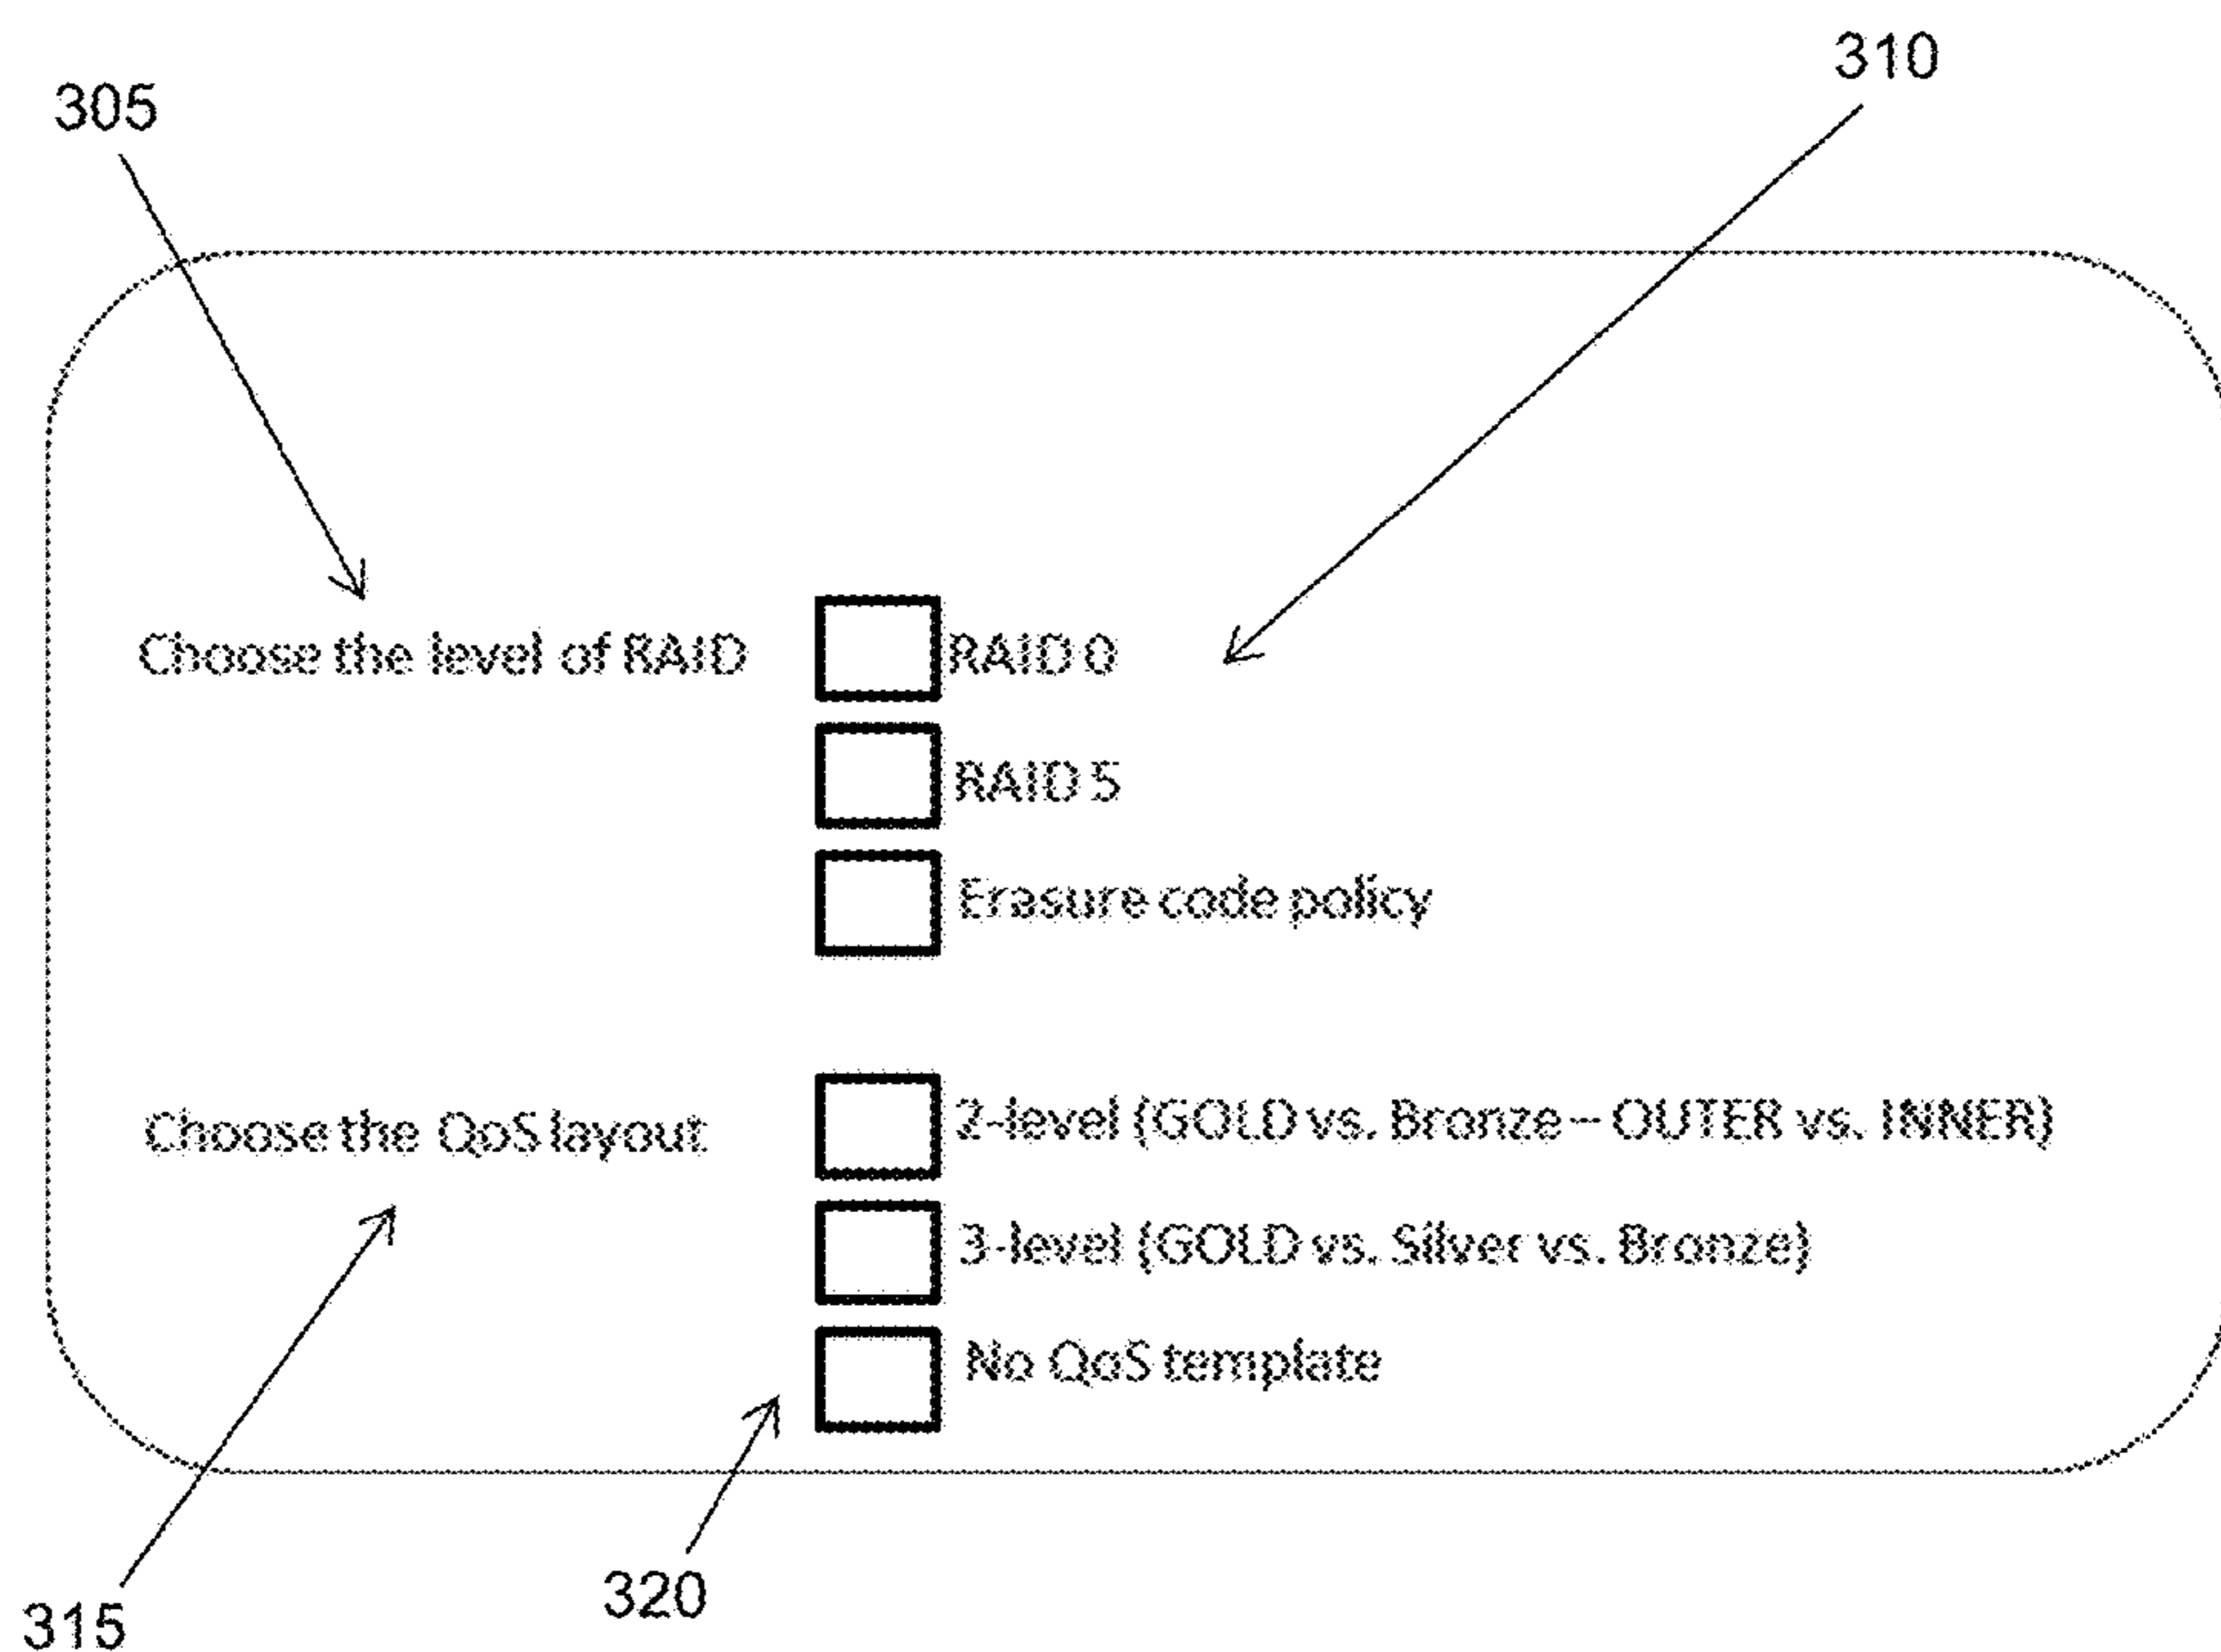 310
305
Choose the level of RAID
RAID 0
RAID 5
Erasure code policy
Choose the QoS layout
2-level (GOLD vs. Bronze – OUTER vs. INNER)
3-level (GOLD vs. Silver vs. Bronze)
No QoS template
320
315